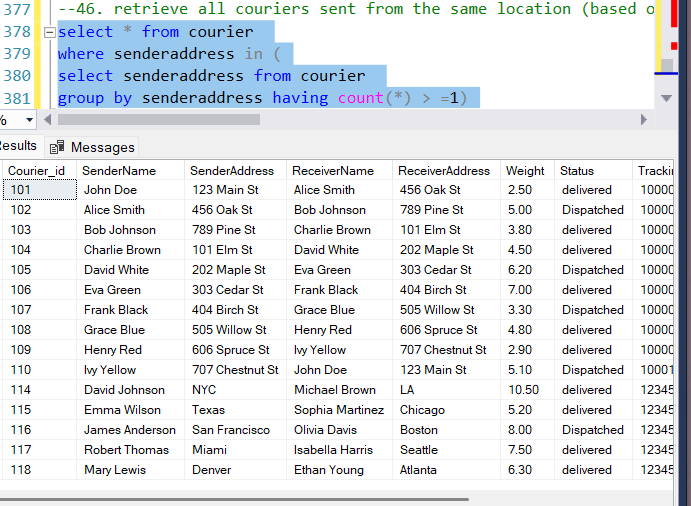 377 --46. retrieve all couriers sent from the same location (based o
378 select * from courier
379 where senderaddress in (
380 select senderaddress from courier
381 group by senderaddress having count(*) > =1)
%
esults Messages
Courier_id SenderName SenderAddress ReceiverName ReceiverAddress Weight Status Trackin
101 John Doe 123 Main St Alice Smith 456 Oak St 2.50 delivered 10000
102 Alice Smith 456 Oak St Bob Johnson 789 Pine St 5.00 Dispatched 10000
103 Bob Johnson 789 Pine St Charlie Brown 101 Elm St 3.80 delivered 10000
104 Charlie Brown 101 Elm St David White 202 Maple St 4.50 delivered 10000
105 David White 202 Maple St Eva Green 303 Cedar St 6.20 Dispatched 10000
106 Eva Green 303 Cedar St Frank Black 404 Birch St 7.00 delivered 10000
107 Frank Black 404 Birch St Grace Blue 505 Willow St 3.30 Dispatched 10000
108 Grace Blue 505 Willow St Henry Red 606 Spruce St 4.80 delivered 10000
109 Henry Red 606 Spruce St Ivy Yellow 707 Chestnut St 2.90 delivered 10000
110 Ivy Yellow 707 Chestnut St John Doe 123 Main St 5.10 Dispatched 10001
114 David Johnson NYC Michael Brown LA 10.50 delivered 12345
115 Emma Wilson Texas Sophia Martinez Chicago 5.20 delivered 12345
116 James Anderson San Francisco Olivia Davis Boston 8.00 Dispatched 12345
117 Robert Thomas Miami Isabella Harris Seattle 7.50 delivered 12345
118 Mary Lewis Denver Ethan Young Atlanta 6.30 delivered 12345